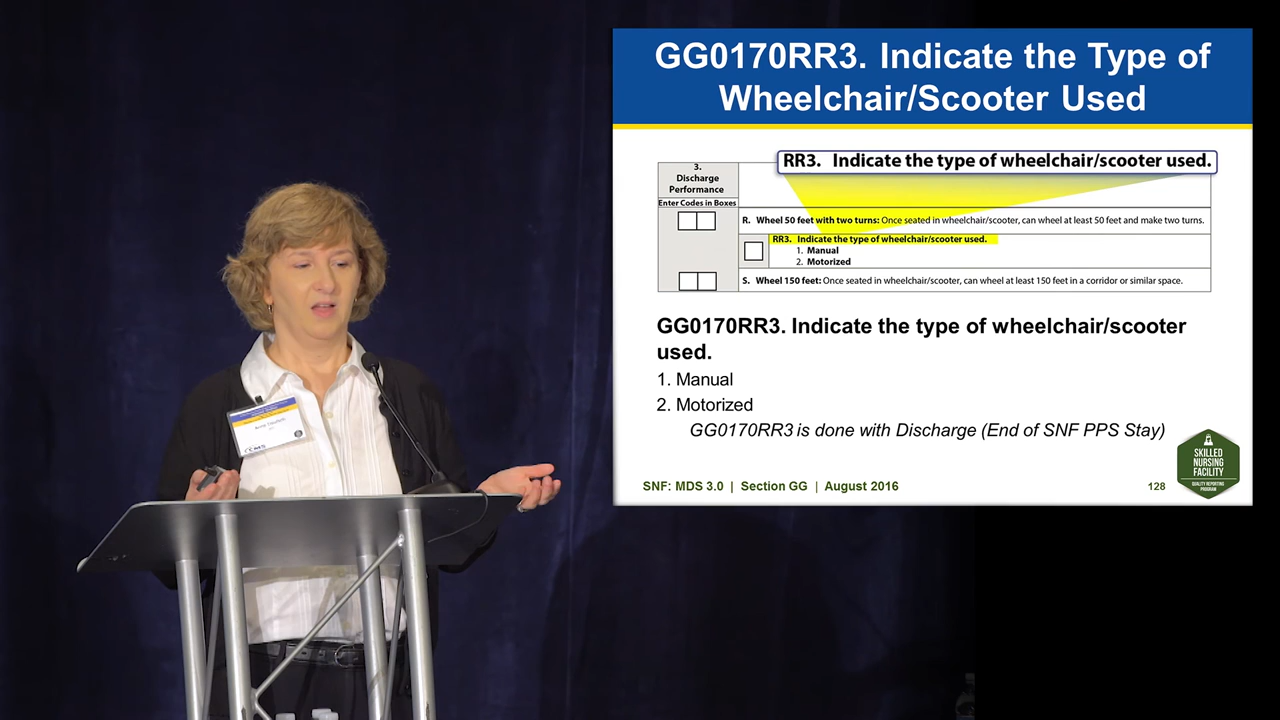 GG0170RR3. Indicate the Type of
Wheelchair/Scooter Used
RR3. Indicate the type of wheelchair/scooter used.
3.
Discharge
Performance
Enter Codes in Boxes
R. Wheel 50 feet with two turns: Once seated in wheelchair/scooter, can wheel at least 50 feet and make two turns.
RR3. Indicate the type of wheelchair/scooter used.
1. Manual
2. Motorized
S. Wheel 150 feet: Once seated in wheelchair/scooter, can wheel at least 150 feet in a corridor or similar space.
GG0170RR3. Indicate the type of wheelchair/scooter
used.
1. Manual
2. Motorized
GG0170RR3 is done with Discharge (End of SNF PPS Stay)
SNF: MDS 3.0 | Section GG | August 2016
128
SKILLED
NURSING
FACILITY
QUALITY REPORTING
PROGRAM
CMS